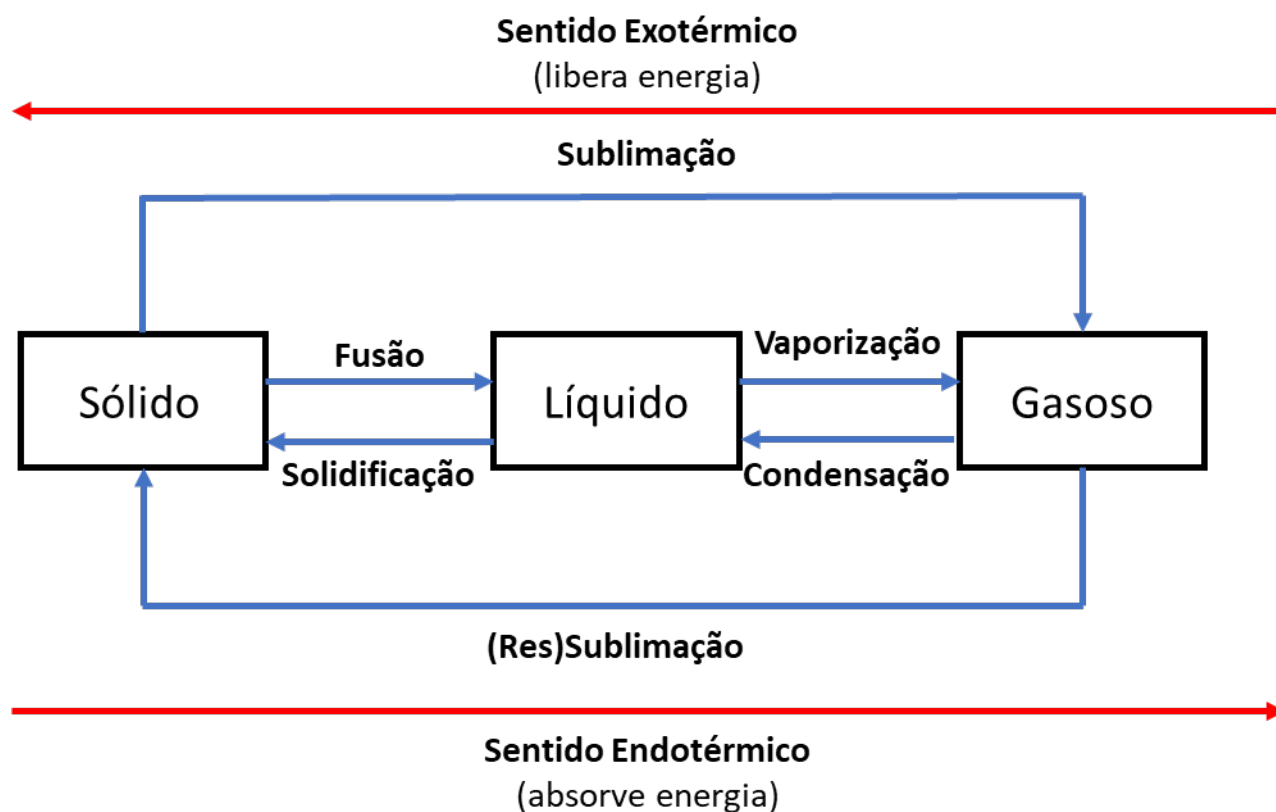 Sentido Exotérmico
(libera energia)
Sublimação
Fusão
Vaporização
Sólido
Líquido
Gasoso
Solidificação
Condensação
(Res)Sublimação
Sentido Endotérmico
(absorve energia)